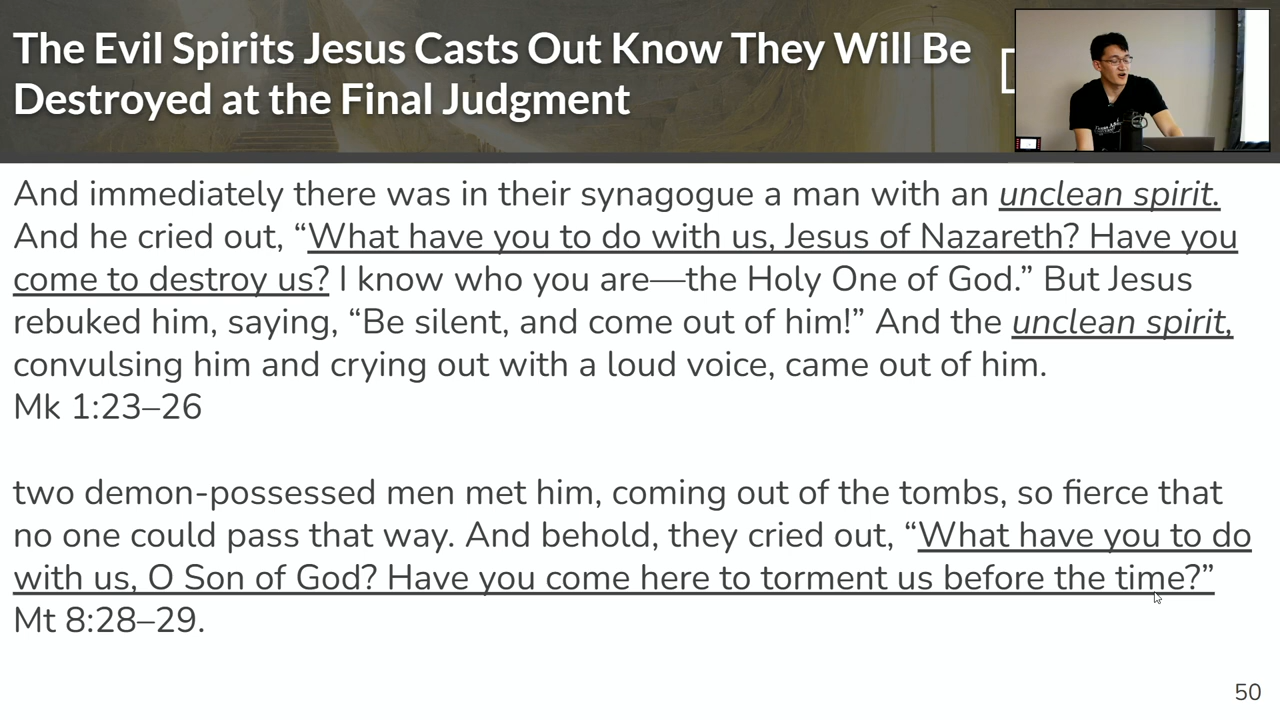 The Evil Spirits Jesus Casts Out Know They Will Be
Destroyed at the Final Judgment
And immediately there was in their synagogue a man with an unclean spirit.
And he cried out, “What have you to do with us, Jesus of Nazareth? Have you
come to destroy us? I know who you are—the Holy One of God.” But Jesus
rebuked him, saying, “Be silent, and come out of him!” And the unclean spirit,
convulsing him and crying out with a loud voice, came out of him.
Mk 1:23–26
two demon-possessed men met him, coming out of the tombs, so fierce that
no one could pass that way. And behold, they cried out, “What have you to do
with us, O Son of God? Have you come here to torment us before the time?”
Mt 8:28–29.
50